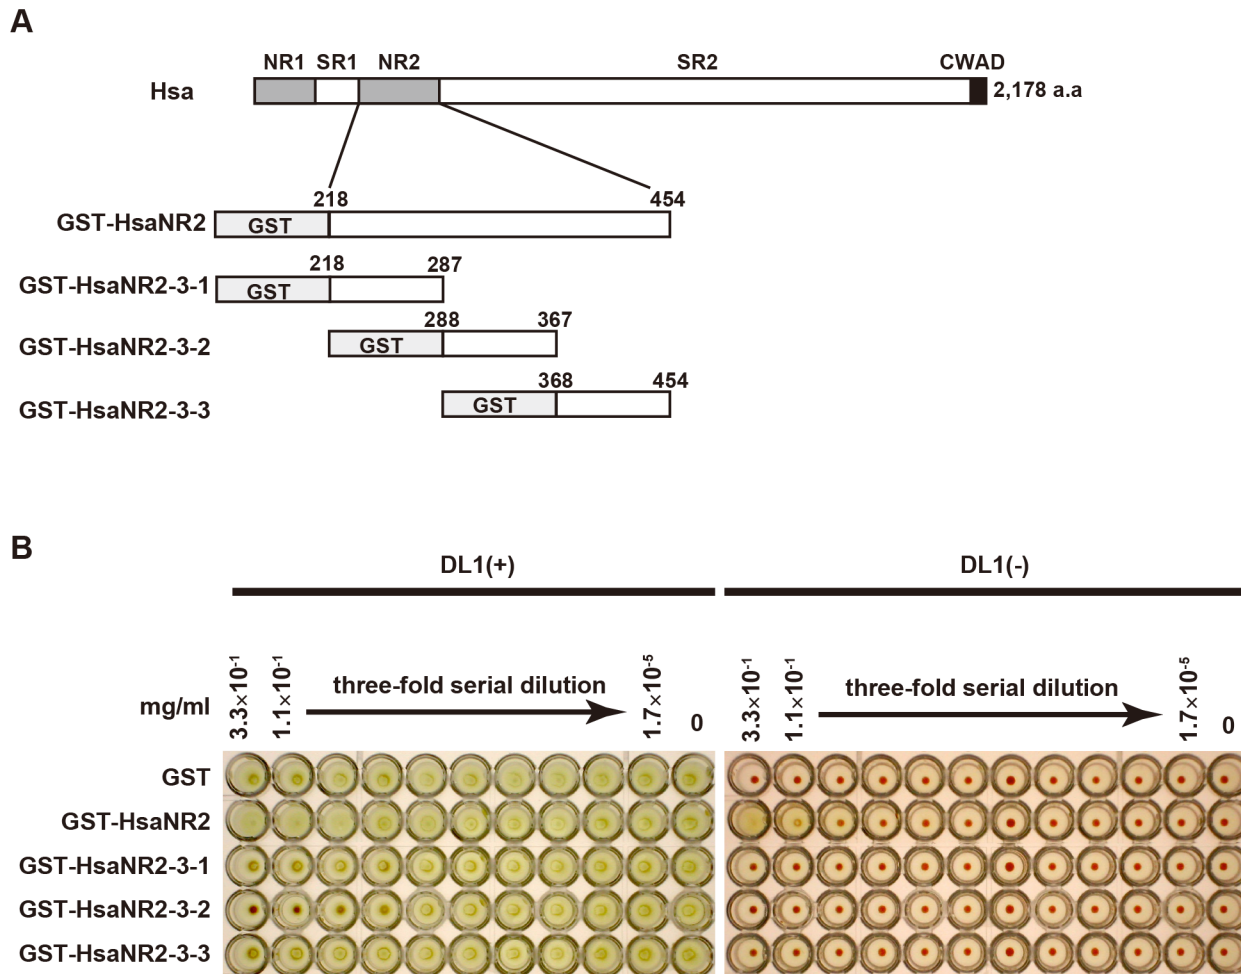 A
NR1 SR1 NR2 SR2 CWAD
Hsa 2,178 a.a
218 454
GST-HsaNR2 GST
218 287
GST-HsaNR2-3-1 GST
288 367
GST-HsaNR2-3-2 GST
368 454
GST-HsaNR2-3-3 GST
B
DL1(+) DL1(-)
mg/ml 3.3×10⁻¹ 1.1×10⁻¹ three-fold serial dilution 1.7×10⁻⁵ 0 3.3×10⁻¹ 1.1×10⁻¹ three-fold serial dilution 1.7×10⁻⁵ 0
GST
GST-HsaNR2
GST-HsaNR2-3-1
GST-HsaNR2-3-2
GST-HsaNR2-3-3